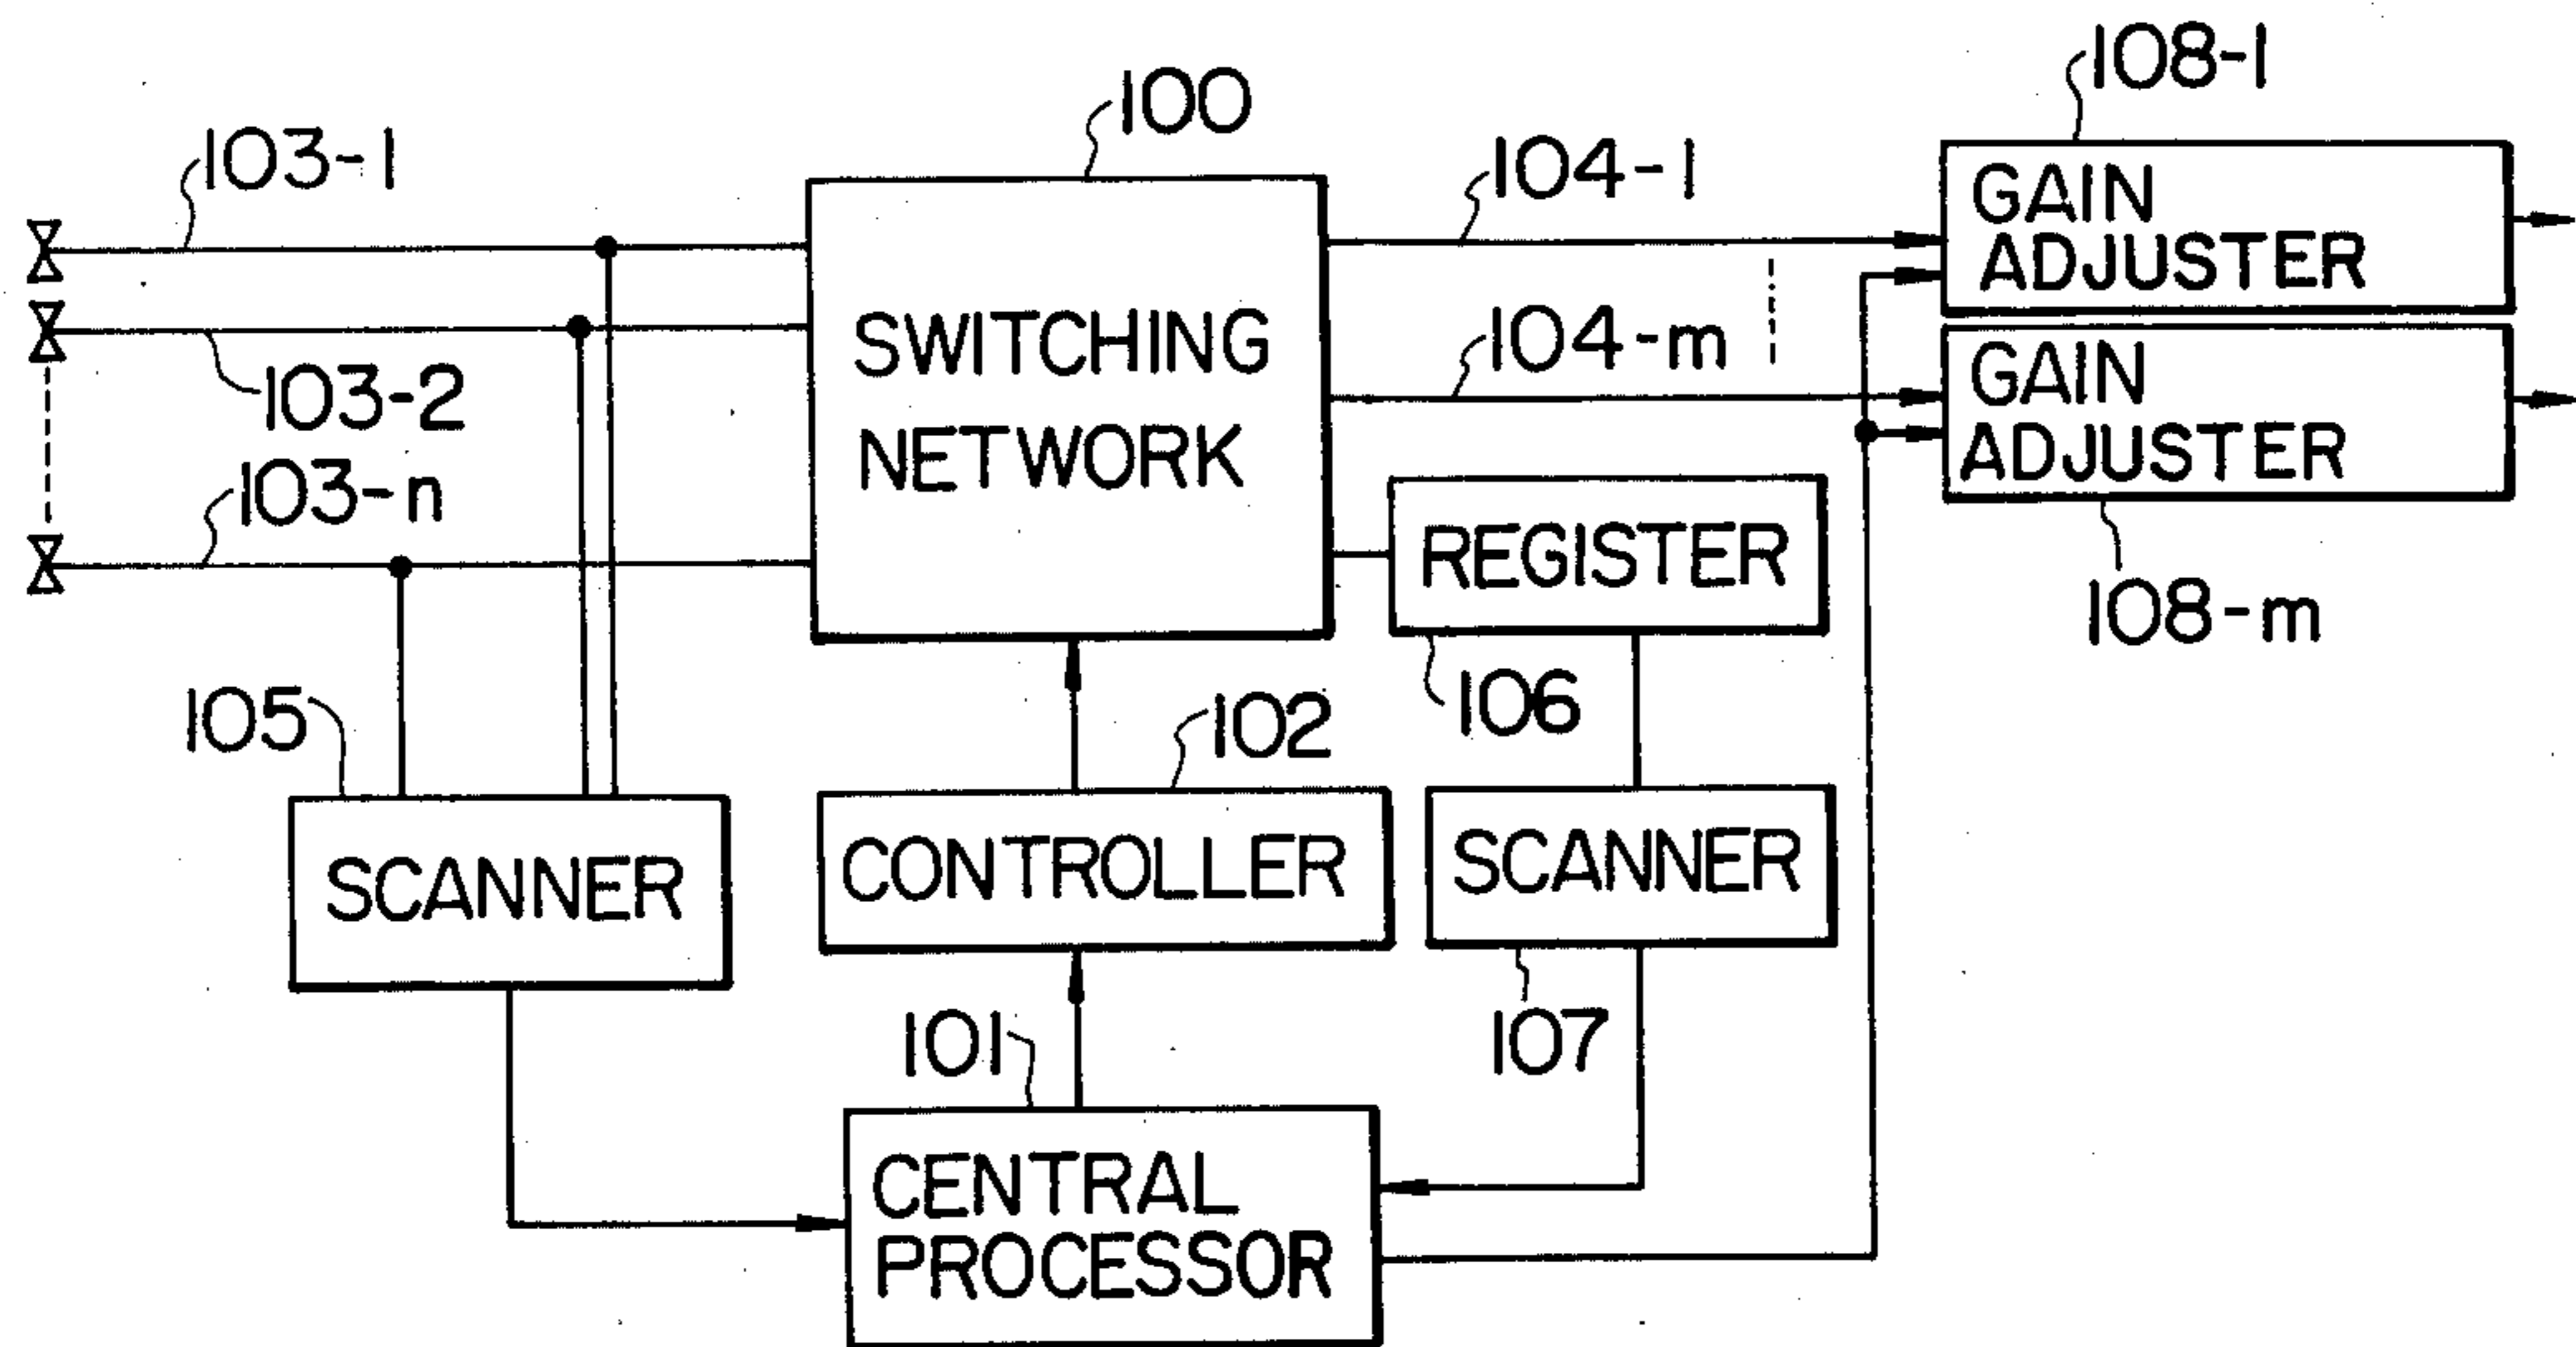 108-1
100
103-1
104-1
GAIN
ADJUSTER
SWITCHING
NETWORK
104-m
103-2
GAIN
ADJUSTER
103-n
REGISTER
108-m
106
105
102
SCANNER
CONTROLLER
SCANNER
101
107
CENTRAL
PROCESSOR